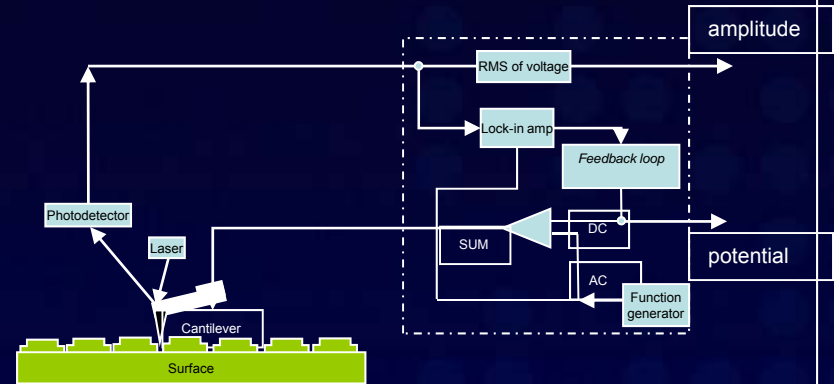 amplitude
RMS of voltage
Lock-in amp
Feedback loop
Photodetector
DC
SUM
Laser
potential
AC
Function
generator
Cantilever
Surface